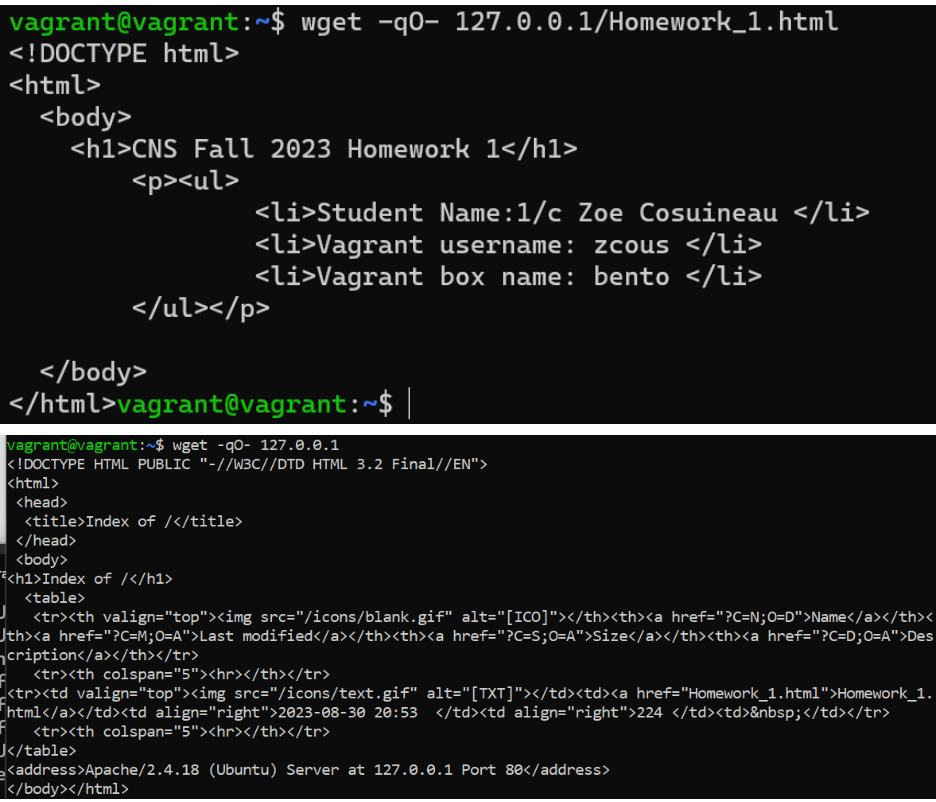 vagrant@vagrant:~$ wget -qO- 127.0.0.1/Homework_1.html
<!DOCTYPE html>
<html>
  <body>
    <h1>CNS Fall 2023 Homework 1</h1>
        <p><ul>
                <li>Student Name:1/c Zoe Cosuineau </li>
                <li>Vagrant username: zcous </li>
                <li>Vagrant box name: bento </li>
        </ul></p>
  </body>
</html>vagrant@vagrant:~$
vagrant@vagrant:~$ wget -qO- 127.0.0.1
<!DOCTYPE HTML PUBLIC "-//W3C//DTD HTML 3.2 Final//EN">
<html>
 <head>
  <title>Index of /</title>
 </head>
 <body>
<h1>Index of /</h1>
  <table>
   <tr><th valign="top"><img src="/icons/blank.gif" alt="[ICO]"></th><th><a href="?C=N;O=D">Name</a></th><
th><a href="?C=M;O=A">Last modified</a></th><th><a href="?C=S;O=A">Size</a></th><th><a href="?C=D;O=A">Des
cription</a></th></tr>
   <tr><th colspan="5"><hr></th></tr>
<tr><td valign="top"><img src="/icons/text.gif" alt="[TXT]"></td><td><a href="Homework_1.html">Homework_1.
html</a></td><td align="right">2023-08-30 20:53  </td><td align="right">224 </td><td>&nbsp;</td></tr>
   <tr><th colspan="5"><hr></th></tr>
</table>
<address>Apache/2.4.18 (Ubuntu) Server at 127.0.0.1 Port 80</address>
</body></html>